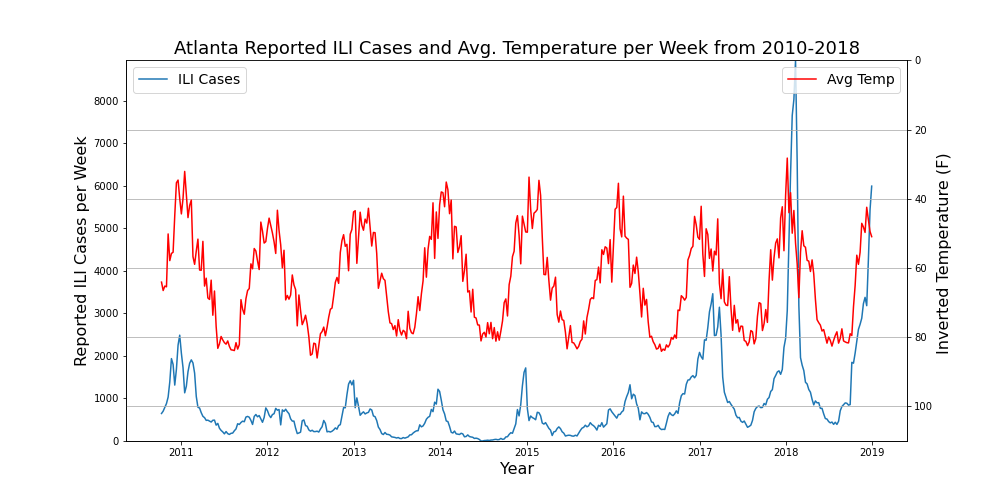 Atlanta Reported ILI Cases and Avg. Temperature per Week from 2010-2018
ILI Cases
Avg Temp
Reported ILI Cases per Week
8000
7000
6000
5000
4000
3000
2000
1000
0
0
20
40
60
80
100
Inverted Temperature (F)
2011 2012 2013 2014 2015 2016 2017 2018 2019
Year